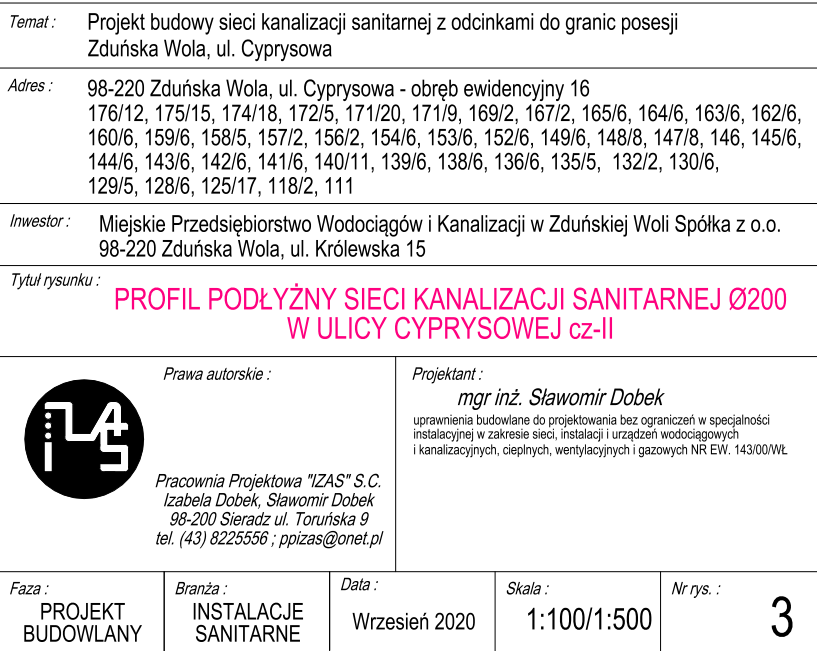 Temat :
Projekt budowy sieci kanalizacji sanitarnej z odcinkami do granic posesji
Zduńska Wola, ul. Cyprysowa
Adres :
98-220 Zduńska Wola, ul. Cyprysowa - obręb ewidencyjny 16
176/12, 175/15, 174/18, 172/5, 171/20, 171/9, 169/2, 167/2, 165/6, 164/6, 163/6, 162/6,
160/6, 159/6, 158/5, 157/2, 156/2, 154/6, 153/6, 152/6, 149/6, 148/8, 147/8, 146, 145/6,
144/6, 143/6, 142/6, 141/6, 140/11, 139/6, 138/6, 136/6, 135/5, 132/2, 130/6,
129/5, 128/6, 125/17, 118/2, 111
Inwestor :
Miejskie Przedsiębiorstwo Wodociągów i Kanalizacji w Zduńskiej Woli Spółka z o.o.
98-220 Zduńska Wola, ul. Królewska 15
Tytuł rysunku :
PROFIL PODŁYŻNY SIECI KANALIZACJI SANITARNEJ Ø200
W ULICY CYPRYSOWEJ cz-II
Prawa autorskie :
Pracownia Projektowa "IZAS" S.C.
Izabela Dobek, Sławomir Dobek
98-200 Sieradz ul. Toruńska 9
tel. (43) 8225556 ; ppizas@onet.pl
Projektant :
mgr inż. Sławomir Dobek
uprawnienia budowlane do projektowania bez ograniczeń w specjalności
instalacyjnej w zakresie sieci, instalacji i urządzeń wodociągowych
i kanalizacyjnych, cieplnych, wentylacyjnych i gazowych NR EW. 143/00/WŁ
Faza :
PROJEKT
BUDOWLANY
Branża :
INSTALACJE
SANITARNE
Data :
Wrzesień 2020
Skala :
1:100/1:500
Nr rys. :
3